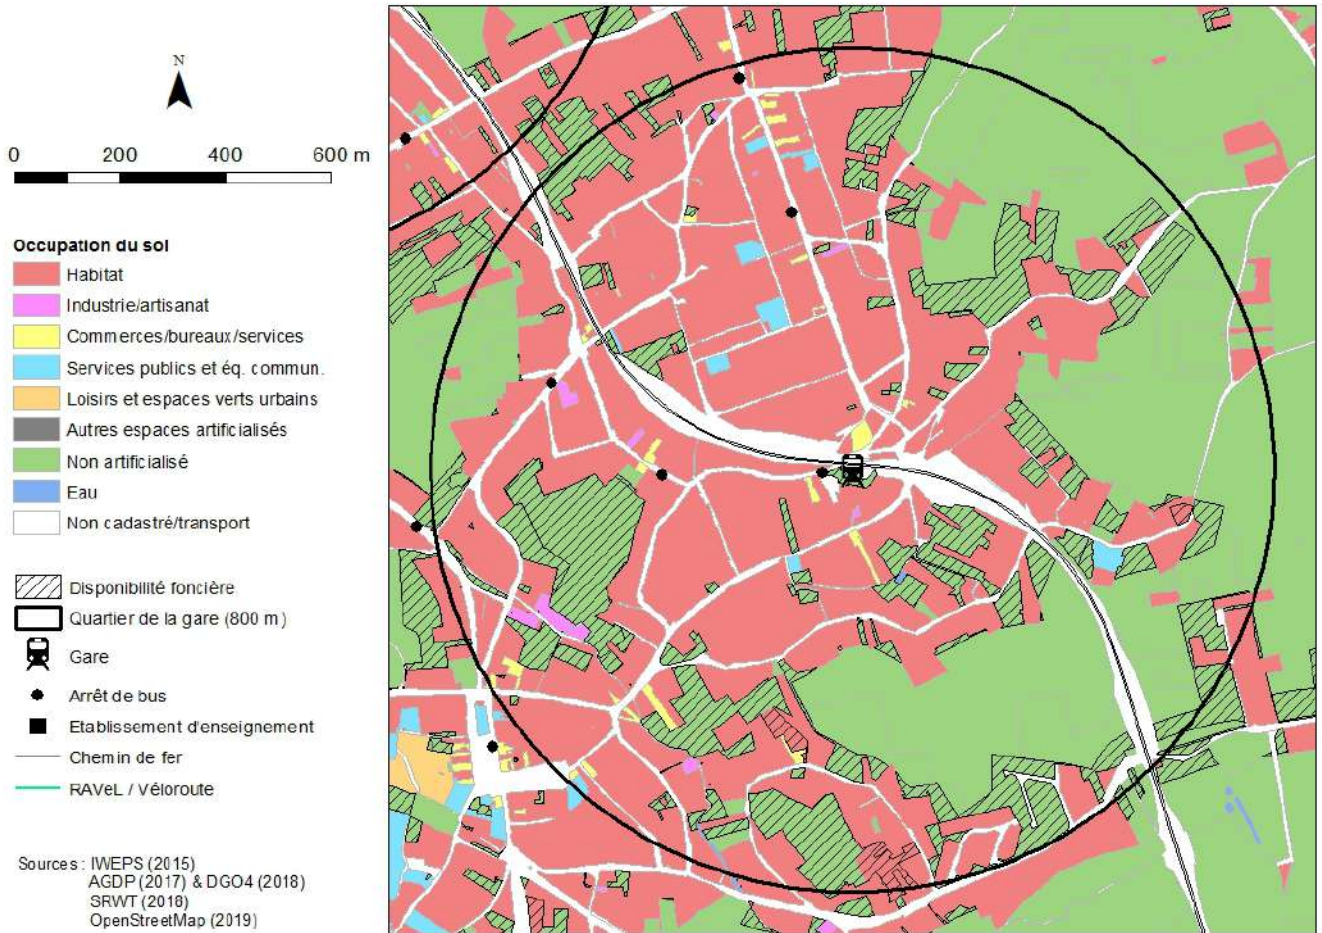 N
0 200 400 600 m
Occupation du sol
Habitat
Industrie/artisanat
Commerces/bureaux/services
Services publics et éq. commun.
Loisirs et espaces verts urbains
Autres espaces artificialisés
Non artificialisé
Eau
Non cadastré/transport
Disponibilité foncière
Quartier de la gare (800 m)
Gare
Arrêt de bus
Etablissement d'enseignement
Chemin de fer
RAVeL / Véloroute
Sources : IWEPS (2015)
AGDP (2017) & DGO4 (2018)
SRWT (2018)
OpenStreetMap (2019)